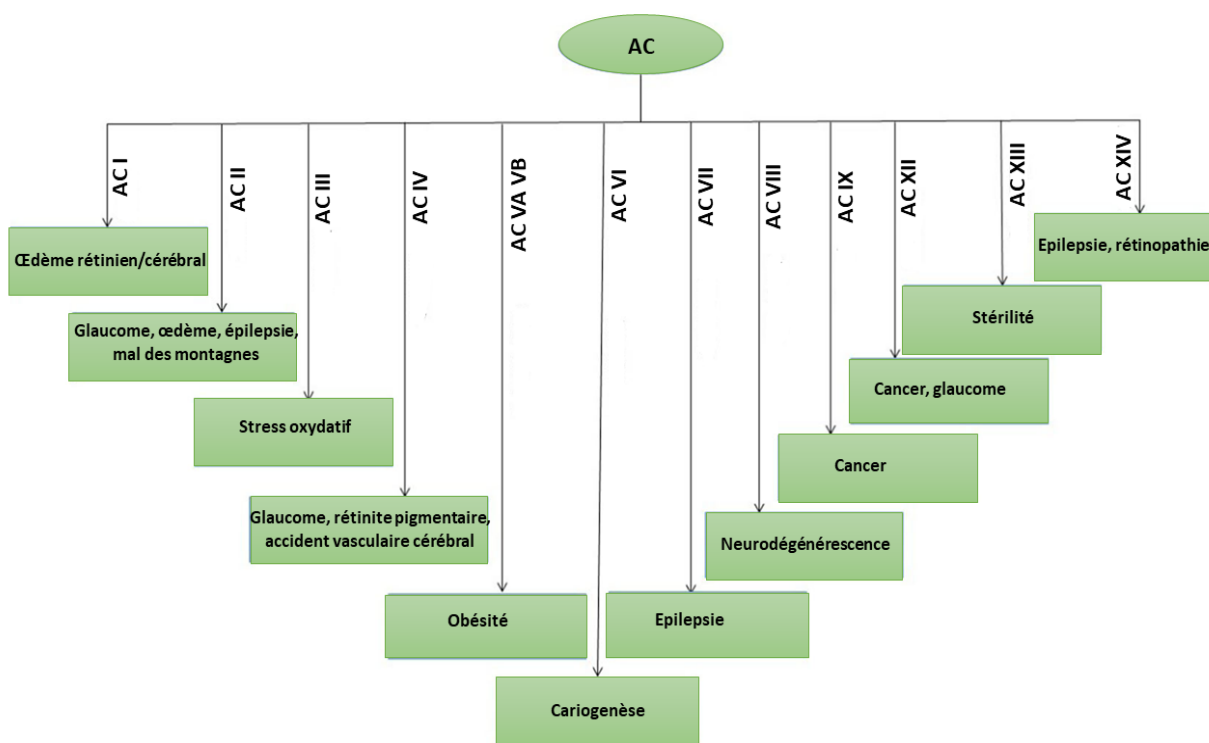 AC
AC I
AC II
AC III
AC IV
AC VA VB
AC VI
AC VII
AC VIII
AC IX
AC XII
AC XIII
AC XIV
Œdème rétinien/cérébral
Glaucome, œdème, épilepsie,
mal des montagnes
Stress oxydatif
Glaucome, rétinite pigmentaire,
accident vasculaire cérébral
Obésité
Cariogenèse
Epilepsie
Neurodégénérescence
Cancer
Cancer, glaucome
Stérilité
Epilepsie, rétinopathie